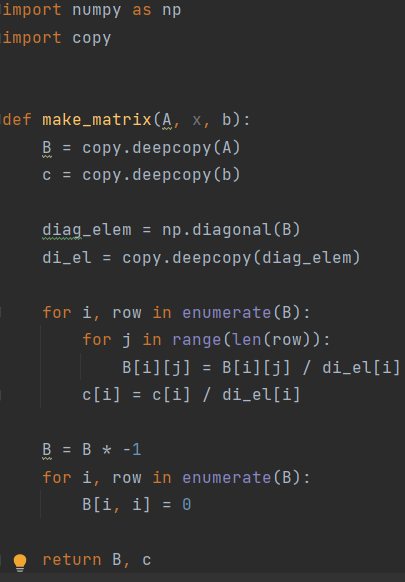 import numpy as np
import copy
def make_matrix(A, x, b):
    B = copy.deepcopy(A)
    c = copy.deepcopy(b)
    diag_elem = np.diagonal(B)
    di_el = copy.deepcopy(diag_elem)
    for i, row in enumerate(B):
        for j in range(len(row)):
            B[i][j] = B[i][j] / di_el[i]
        c[i] = c[i] / di_el[i]
    B = B * -1
    for i, row in enumerate(B):
        B[i, i] = 0
    return B, c